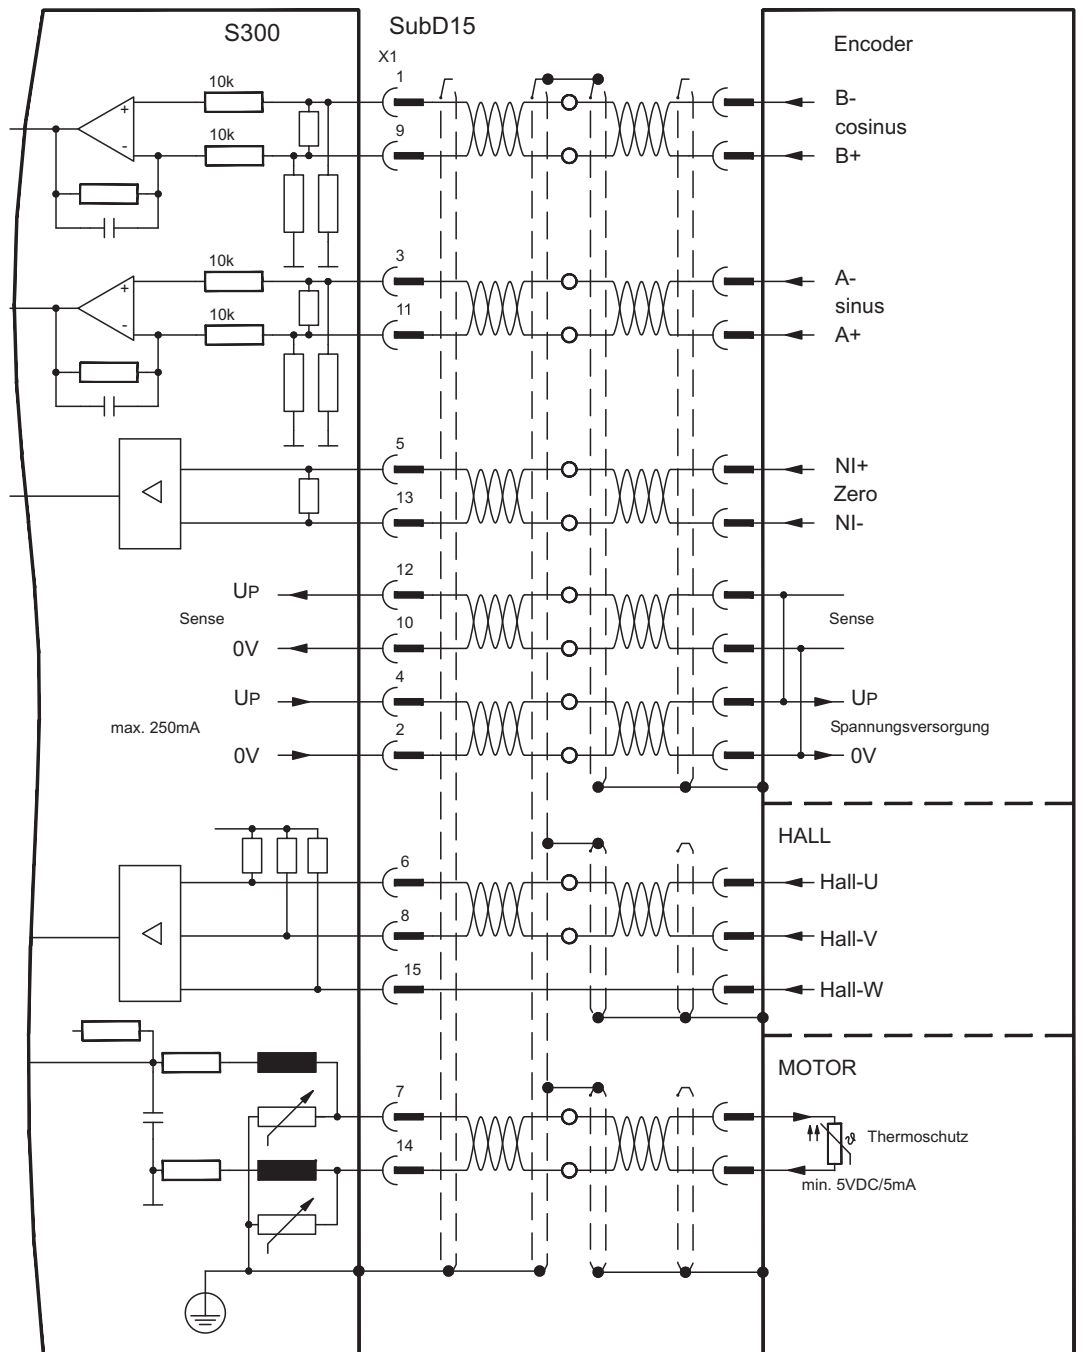 S300
SubD15
X1
Encoder
10k
1
B-
cosinus
+
-
10k
9
B+
10k
3
A-
sinus
+
-
10k
11
A+
5
NI+
Zero
13
NI-
UP
12
Sense
Sense
0V
10
UP
4
UP
max. 250mA
Spannungsversorgung
0V
2
0V
HALL
6
Hall-U
8
Hall-V
15
Hall-W
MOTOR
7
ϑ
Thermoschutz
14
min. 5VDC/5mA